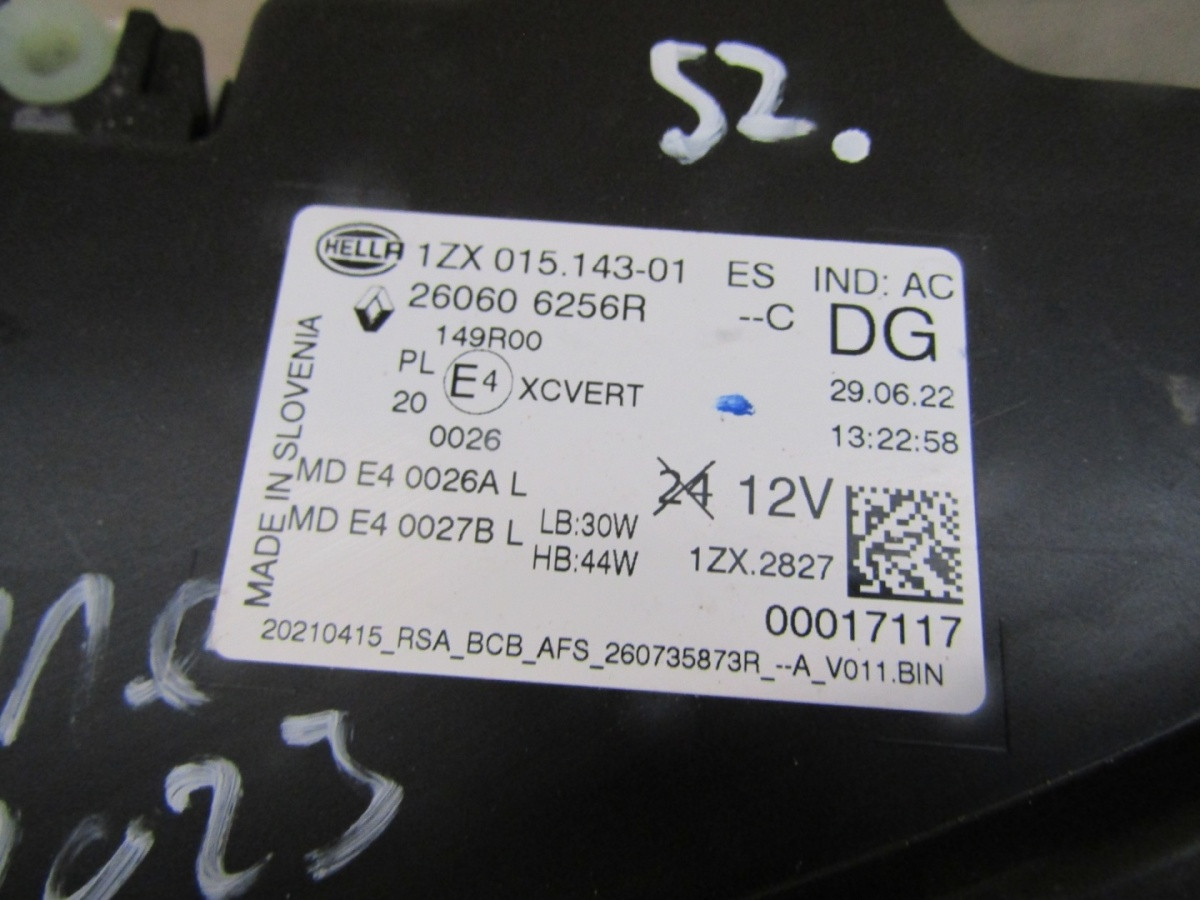 52.
HELLA 1ZX 015.143-01 ES IND: AC
26060 6256R --C DG
149R00
PL E4 XCVERT 29.06.22
20
0026 13:22:58
MD E4 0026A L 24 12V
MD E4 0027B L LB:30W
HB:44W 1ZX.2827
00017117
20210415_RSA_BCB_AFS_260735873R_--A_V011.BIN
MADE IN SLOVENIA
23